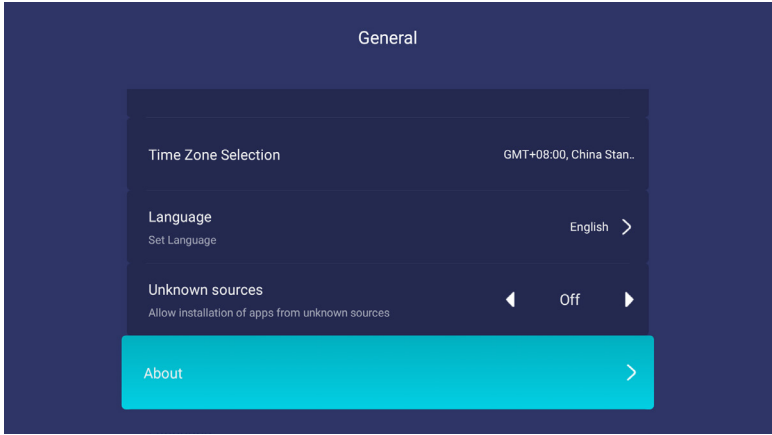 General
Time Zone Selection
GMT+08:00, China Stan..
Language
English
Set Language
Unknown sources
Off
Allow installation of apps from unknown sources
About